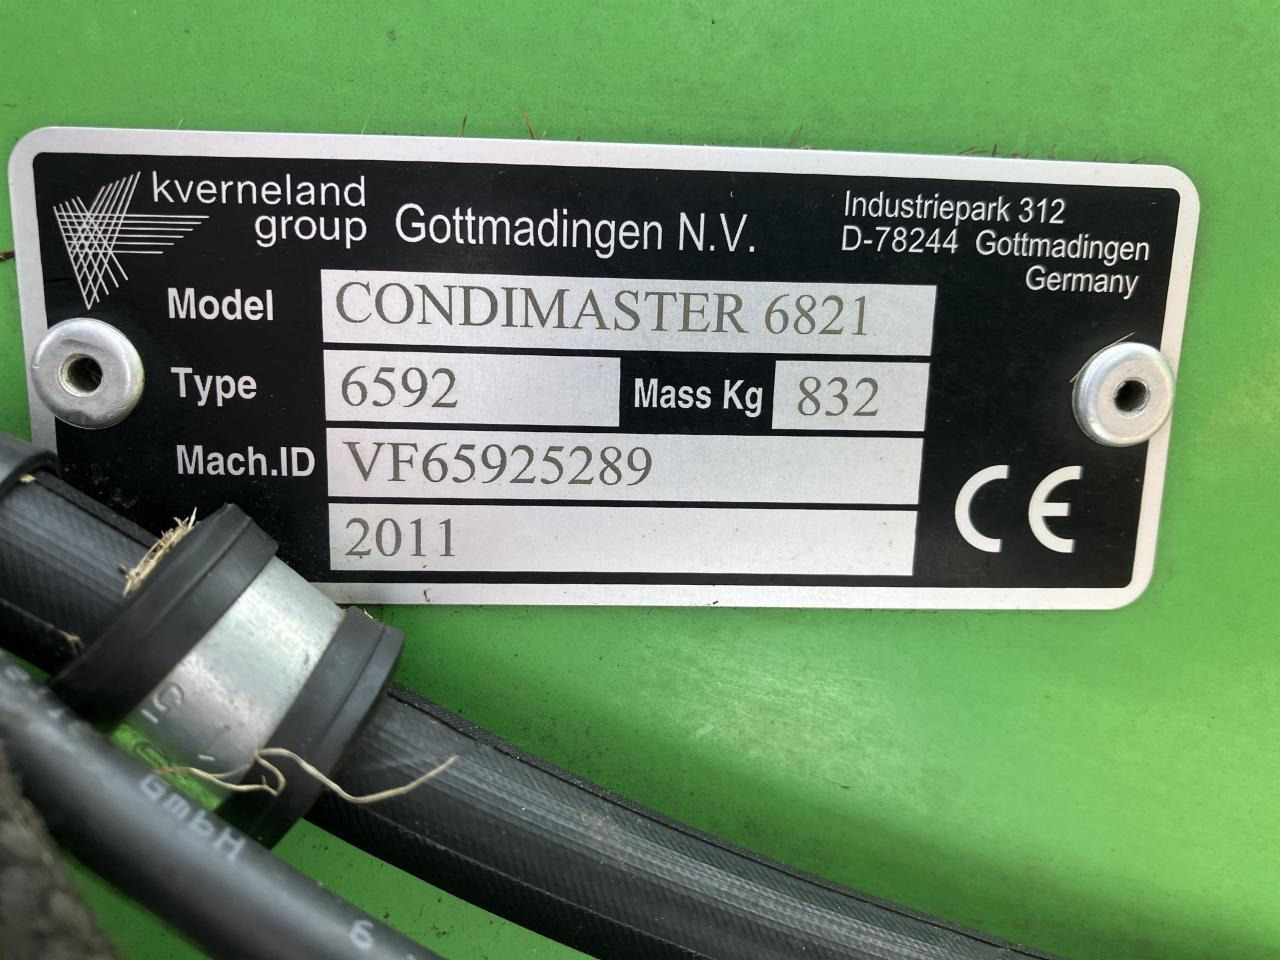 kverneland
group
Gottmadingen N.V.
Industriepark 312
D-78244 Gottmadingen
Germany
Model CONDIMASTER 6821
Type 6592 Mass Kg 832
Mach.ID VF65925289
2011
CE
GmbH 6